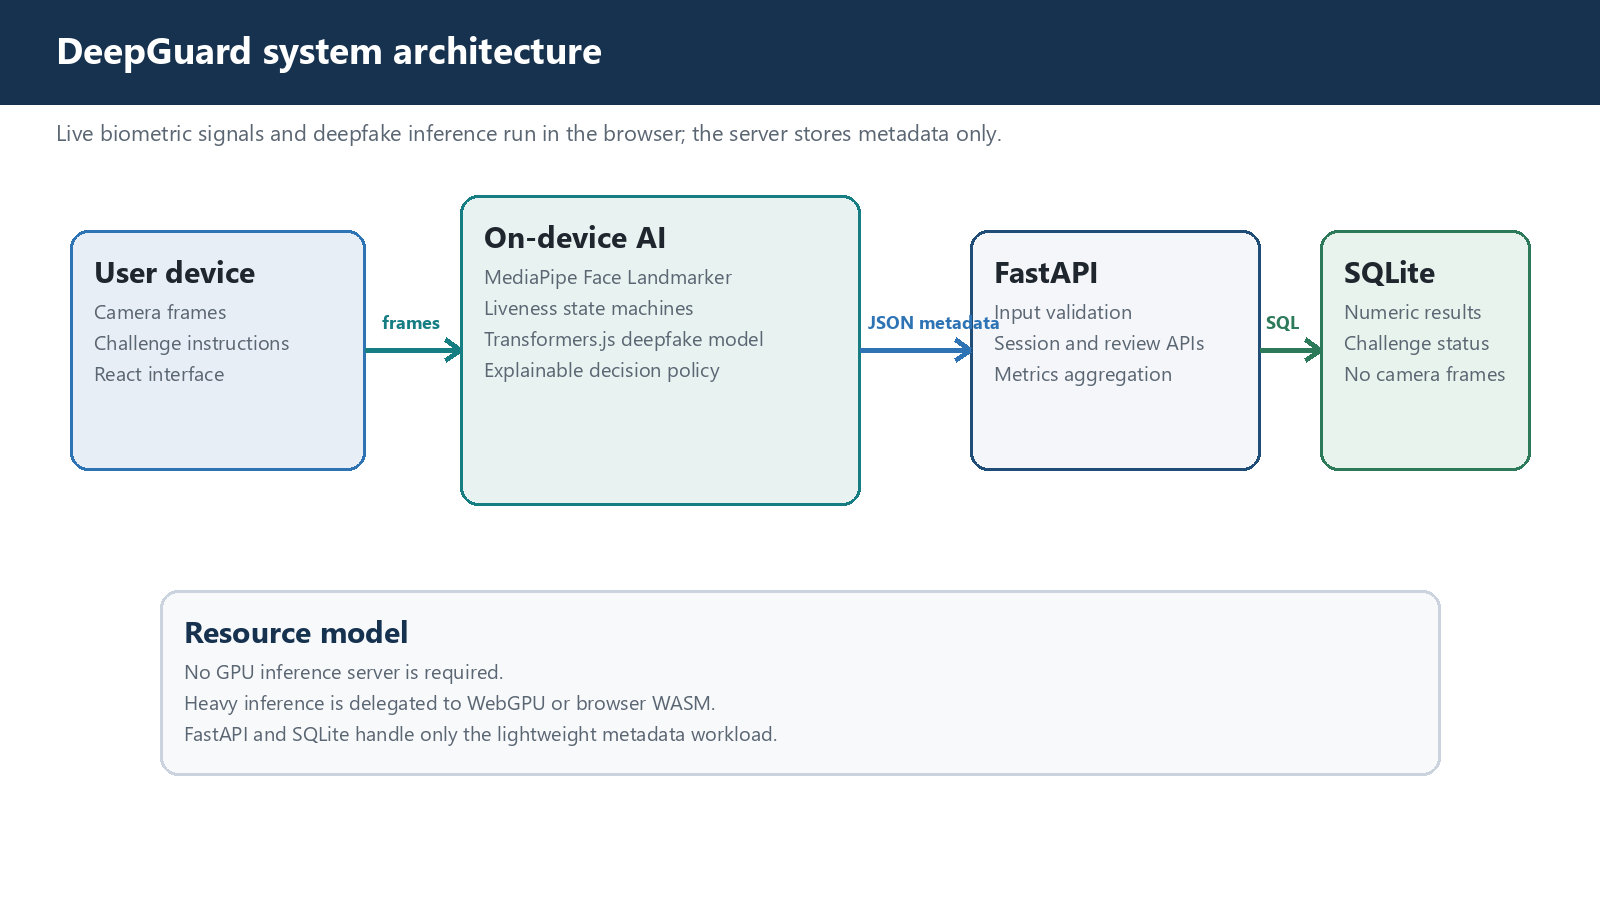 DeepGuard system architecture
Live biometric signals and deepfake inference run in the browser; the server stores metadata only.
User device
Camera frames
Challenge instructions
React interface
frames
On-device AI
MediaPipe Face Landmarker
Liveness state machines
Transformers.js deepfake model
Explainable decision policy
JSON metadata
FastAPI
Input validation
Session and review APIs
Metrics aggregation
SQL
SQLite
Numeric results
Challenge status
No camera frames
Resource model
No GPU inference server is required.
Heavy inference is delegated to WebGPU or browser WASM.
FastAPI and SQLite handle only the lightweight metadata workload.